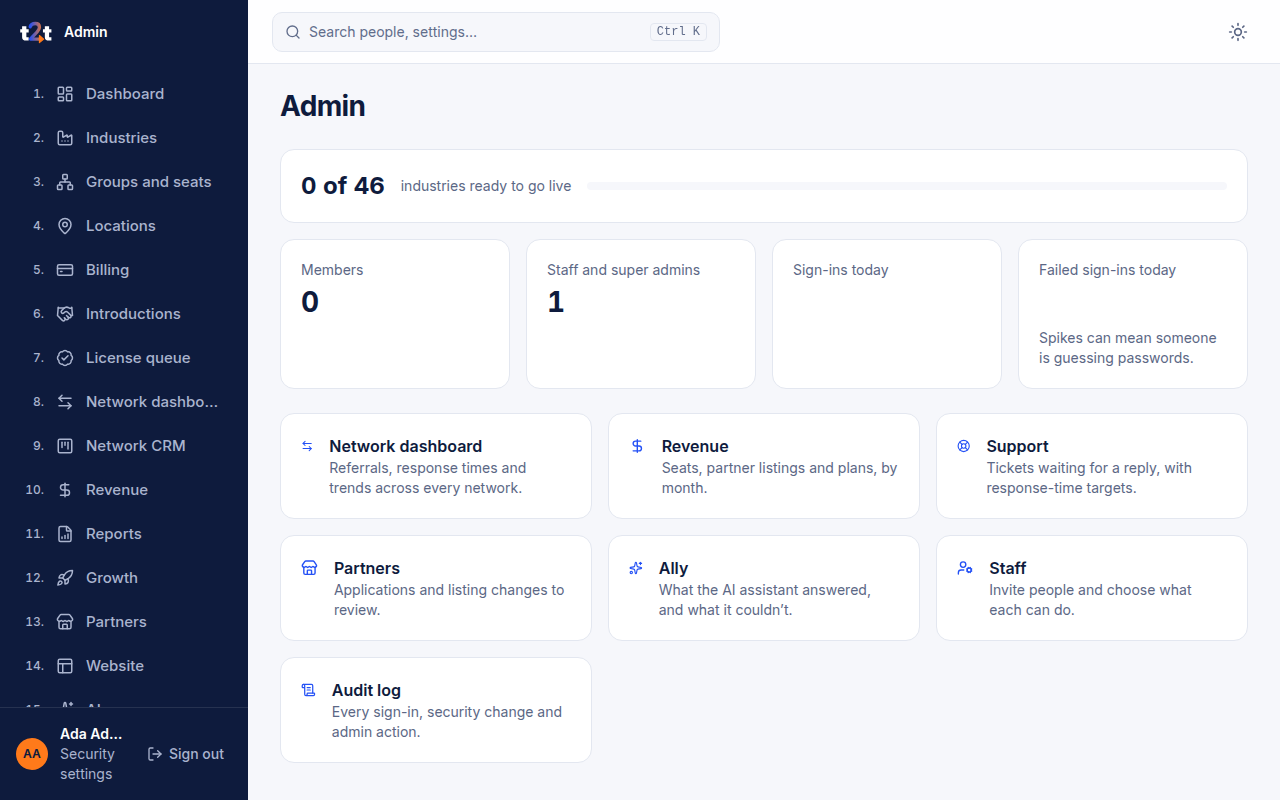 t2t Admin
Search people, settings...
Ctrl K
1. Dashboard
2. Industries
3. Groups and seats
4. Locations
5. Billing
6. Introductions
7. License queue
8. Network dashbo...
9. Network CRM
10. Revenue
11. Reports
12. Growth
13. Partners
14. Website
AA
Ada Ad...
Security
settings
Sign out
Admin
0 of 46 industries ready to go live
Members
0
Staff and super admins
1
Sign-ins today
Failed sign-ins today
Spikes can mean someone
is guessing passwords.
Network dashboard
Referrals, response times and
trends across every network.
Revenue
Seats, partner listings and plans, by
month.
Support
Tickets waiting for a reply, with
response-time targets.
Partners
Applications and listing changes to
review.
Ally
What the AI assistant answered,
and what it couldn’t.
Staff
Invite people and choose what
each can do.
Audit log
Every sign-in, security change and
admin action.